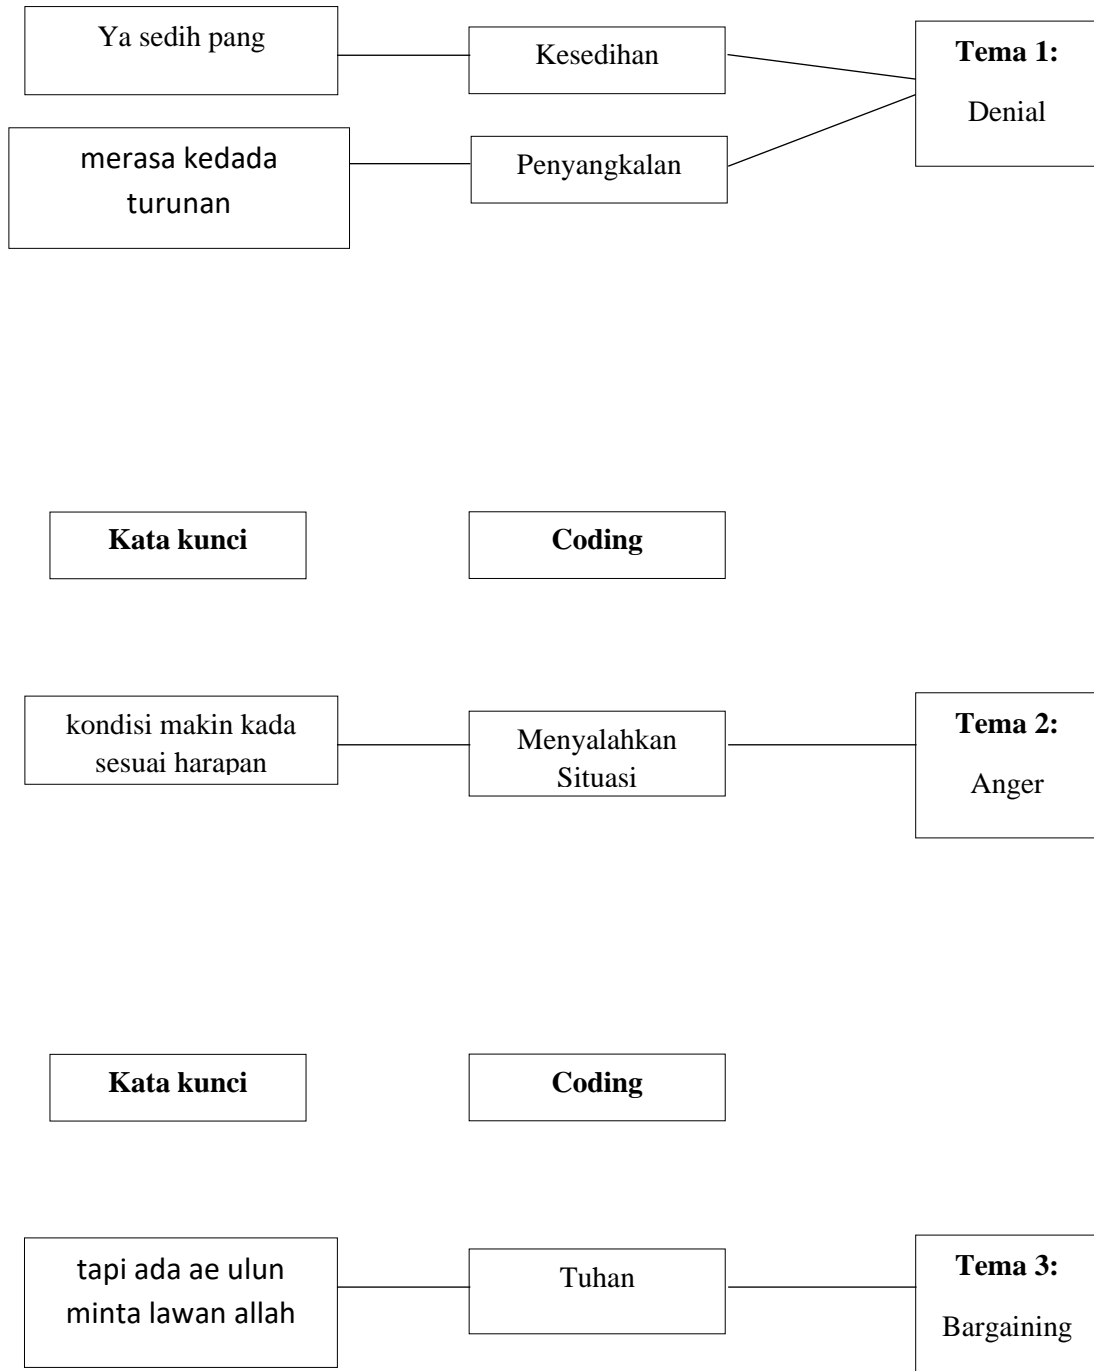 Ya sedih pang
Kesedihan
Tema 1:
Denial
merasa kedada
turunan
Penyangkalan
Kata kunci
Coding
kondisi makin kada
sesuai harapan
Menyalahkan
Situasi
Tema 2:
Anger
Kata kunci
Coding
tapi ada ae ulun
minta lawan allah
Tuhan
Tema 3:
Bargaining